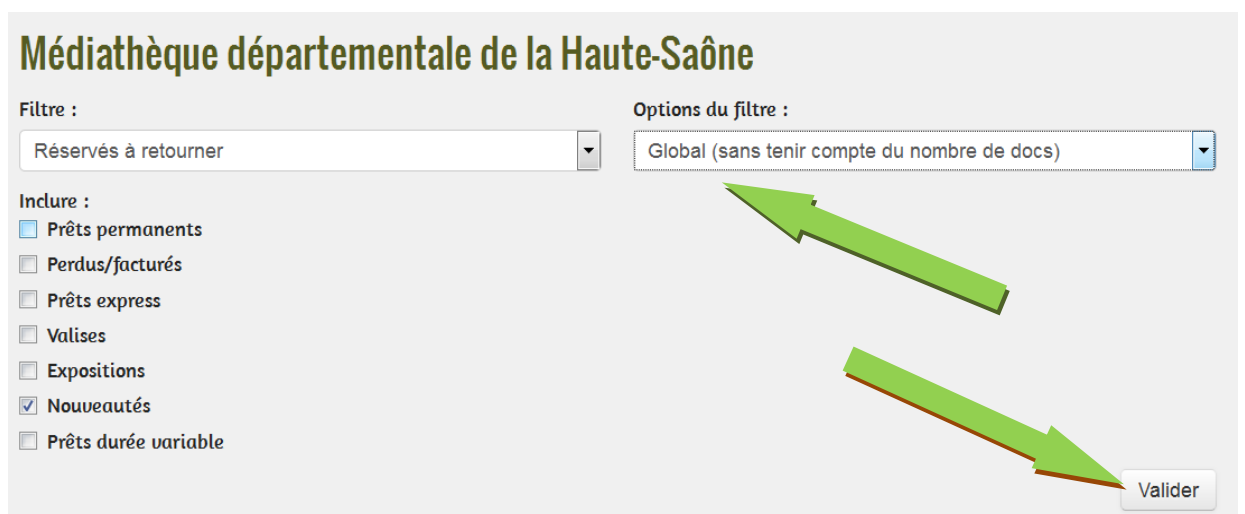 Médiathèque départementale de la Haute-Saône
Filtre :
Options du filtre :
Réservés à retourner
Global (sans tenir compte du nombre de docs)
Inclure :
Prêts permanents
Perdus/facturés
Prêts express
Valises
Expositions
Nouveautés
Prêts durée variable
Valider